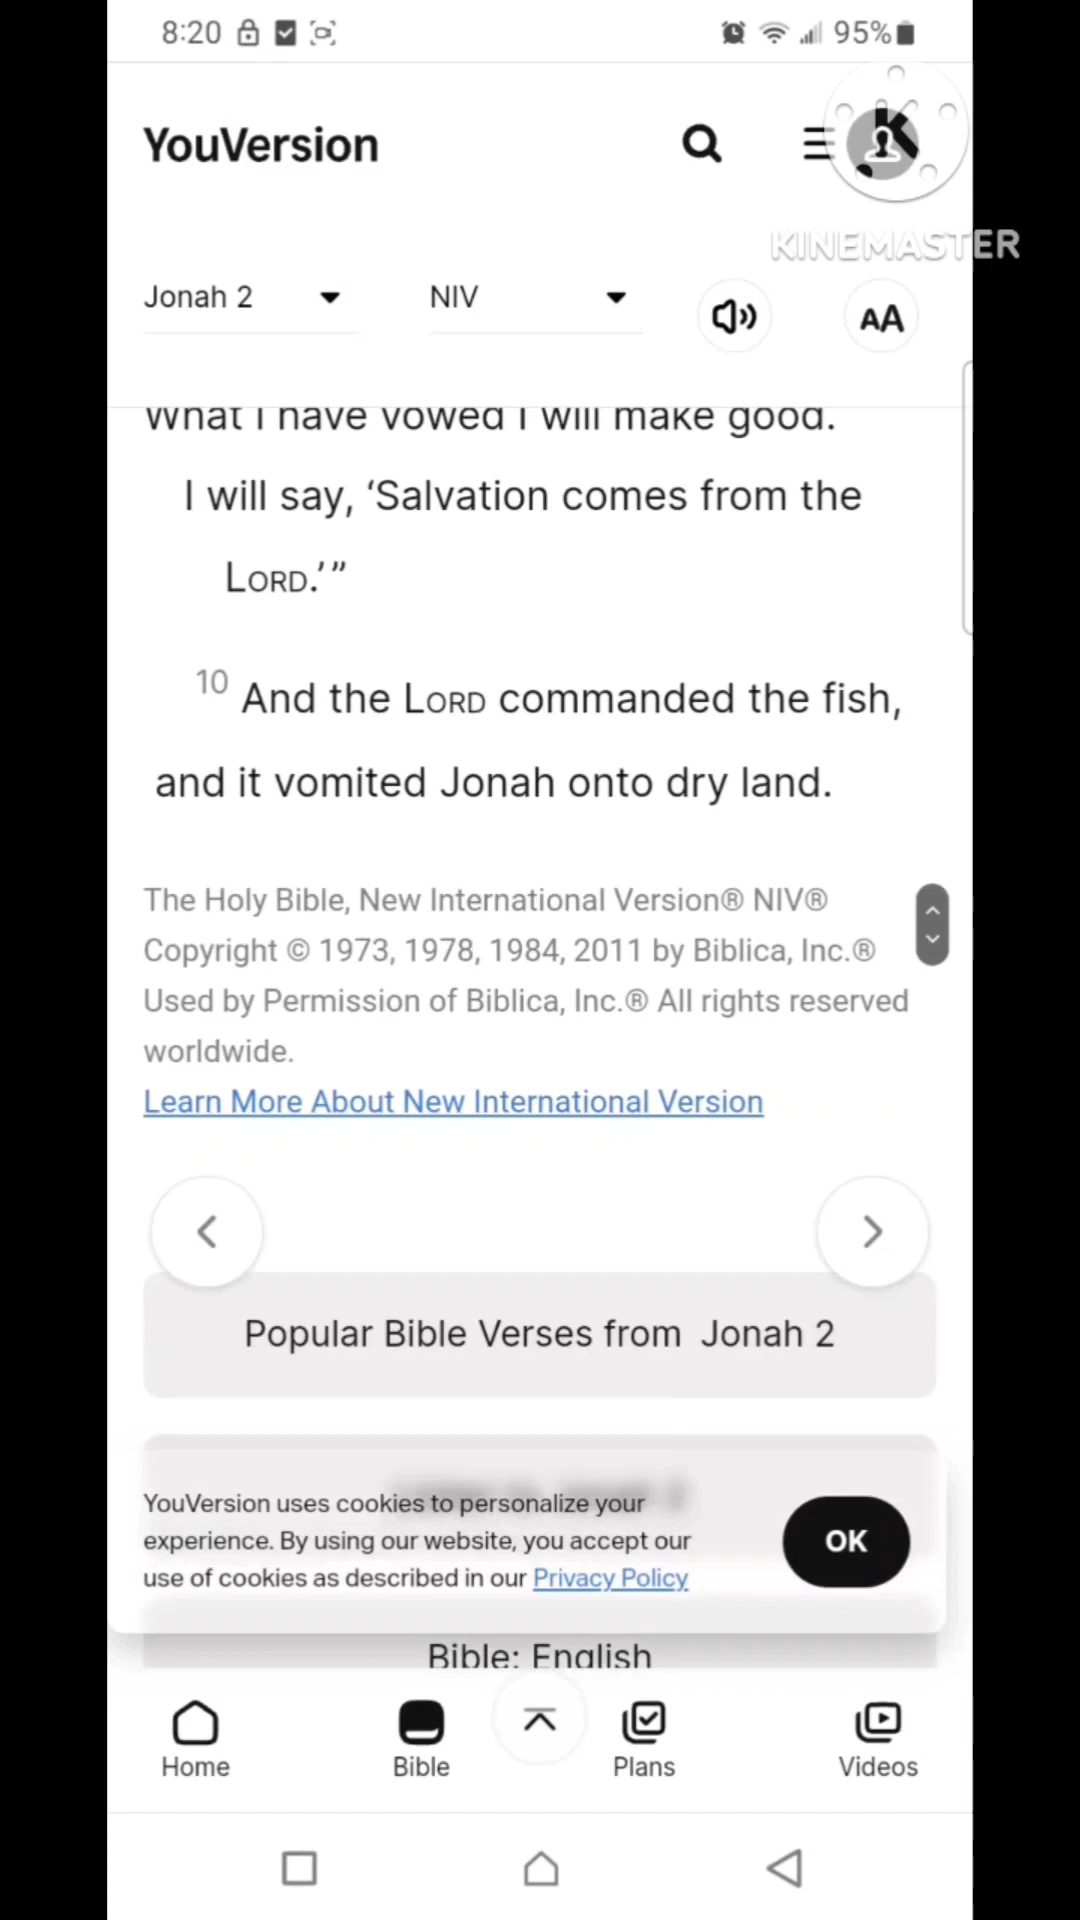 8:20 95%
YouVersion
KINEMASTER
Jonah 2 NIV AA
What I have vowed I will make good.
I will say, ‘Salvation comes from the
LORD.’”
10 And the LORD commanded the fish,
and it vomited Jonah onto dry land.
The Holy Bible, New International Version® NIV®
Copyright © 1973, 1978, 1984, 2011 by Biblica, Inc.®
Used by Permission of Biblica, Inc.® All rights reserved
worldwide.
Learn More About New International Version
Popular Bible Verses from Jonah 2
YouVersion uses cookies to personalize your
experience. By using our website, you accept our
use of cookies as described in our Privacy Policy
OK
Bible: English
Home Bible Plans Videos